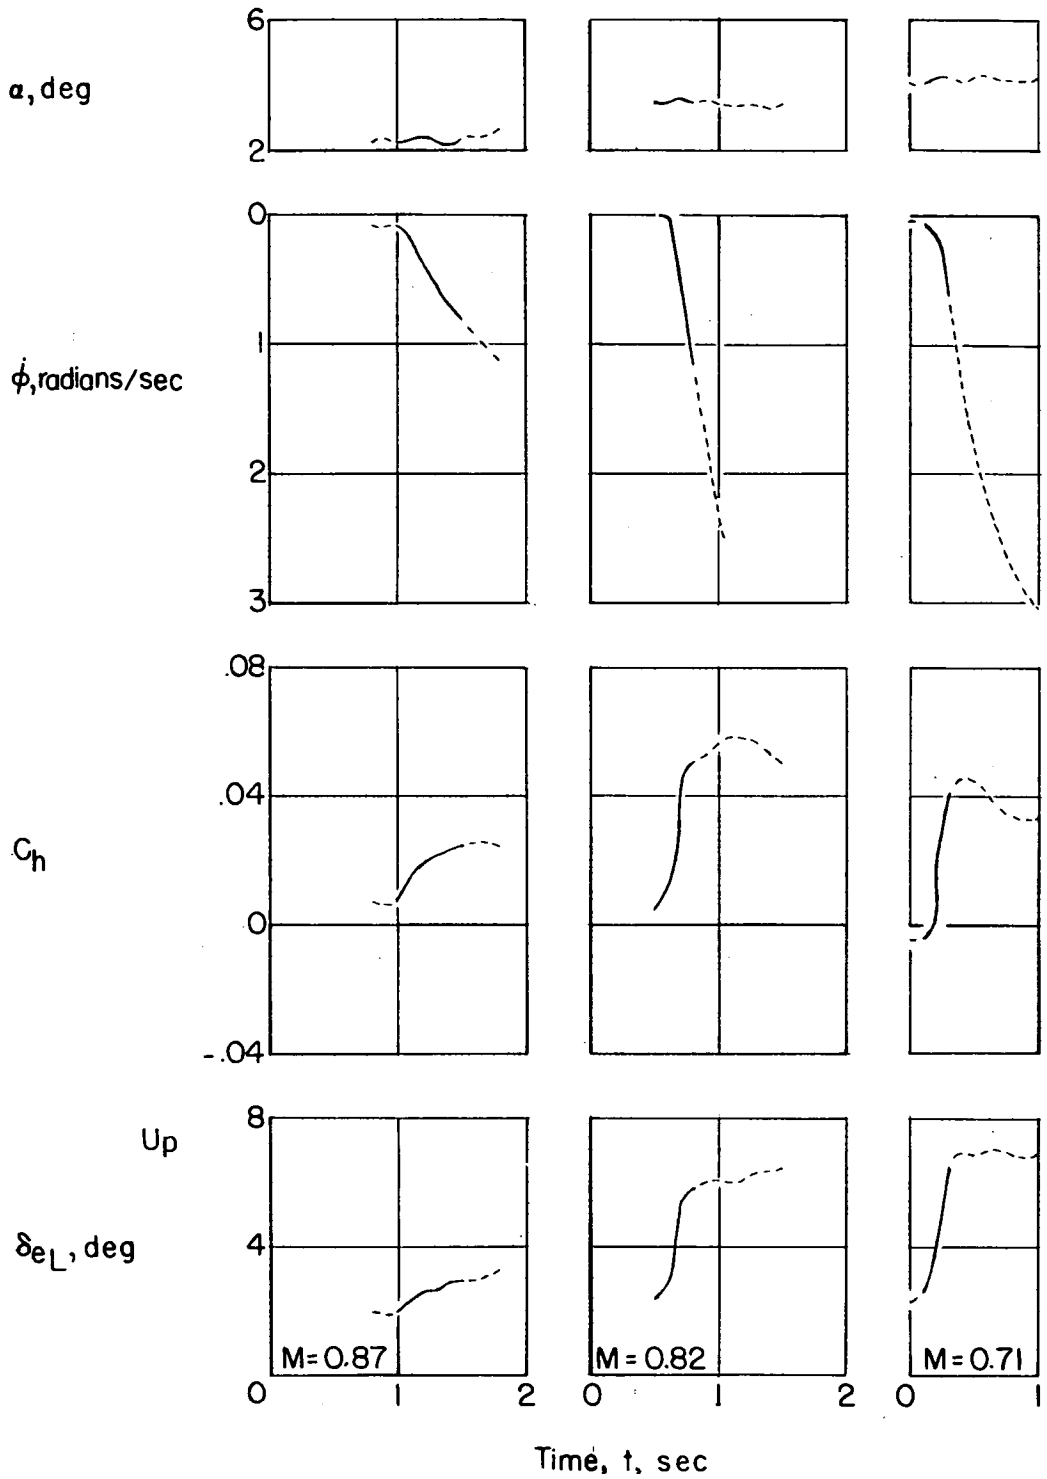 6
α, deg
2
0
1
φ̇, radians/sec
2
3
.08
.04
Ch
0
-.04
8
Up
δeL, deg
4
M=0.87
M=0.82
M=0.71
0 1 2 0 1 2 0 1
Time, t, sec